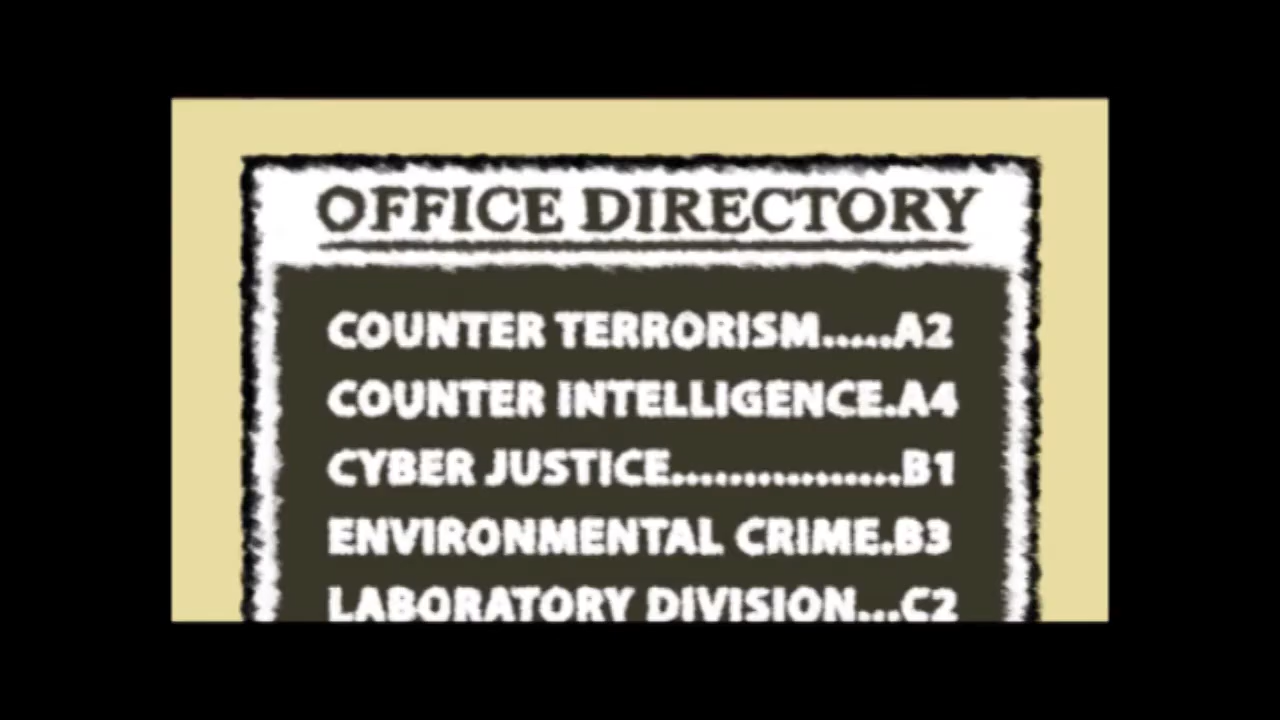 OFFICE DIRECTORY
COUNTER TERRORISM.....A2
COUNTER INTELLIGENCE.A4
CYBER JUSTICE................B1
ENVIRONMENTAL CRIME.B3
LABORATORY DIVISION...C2